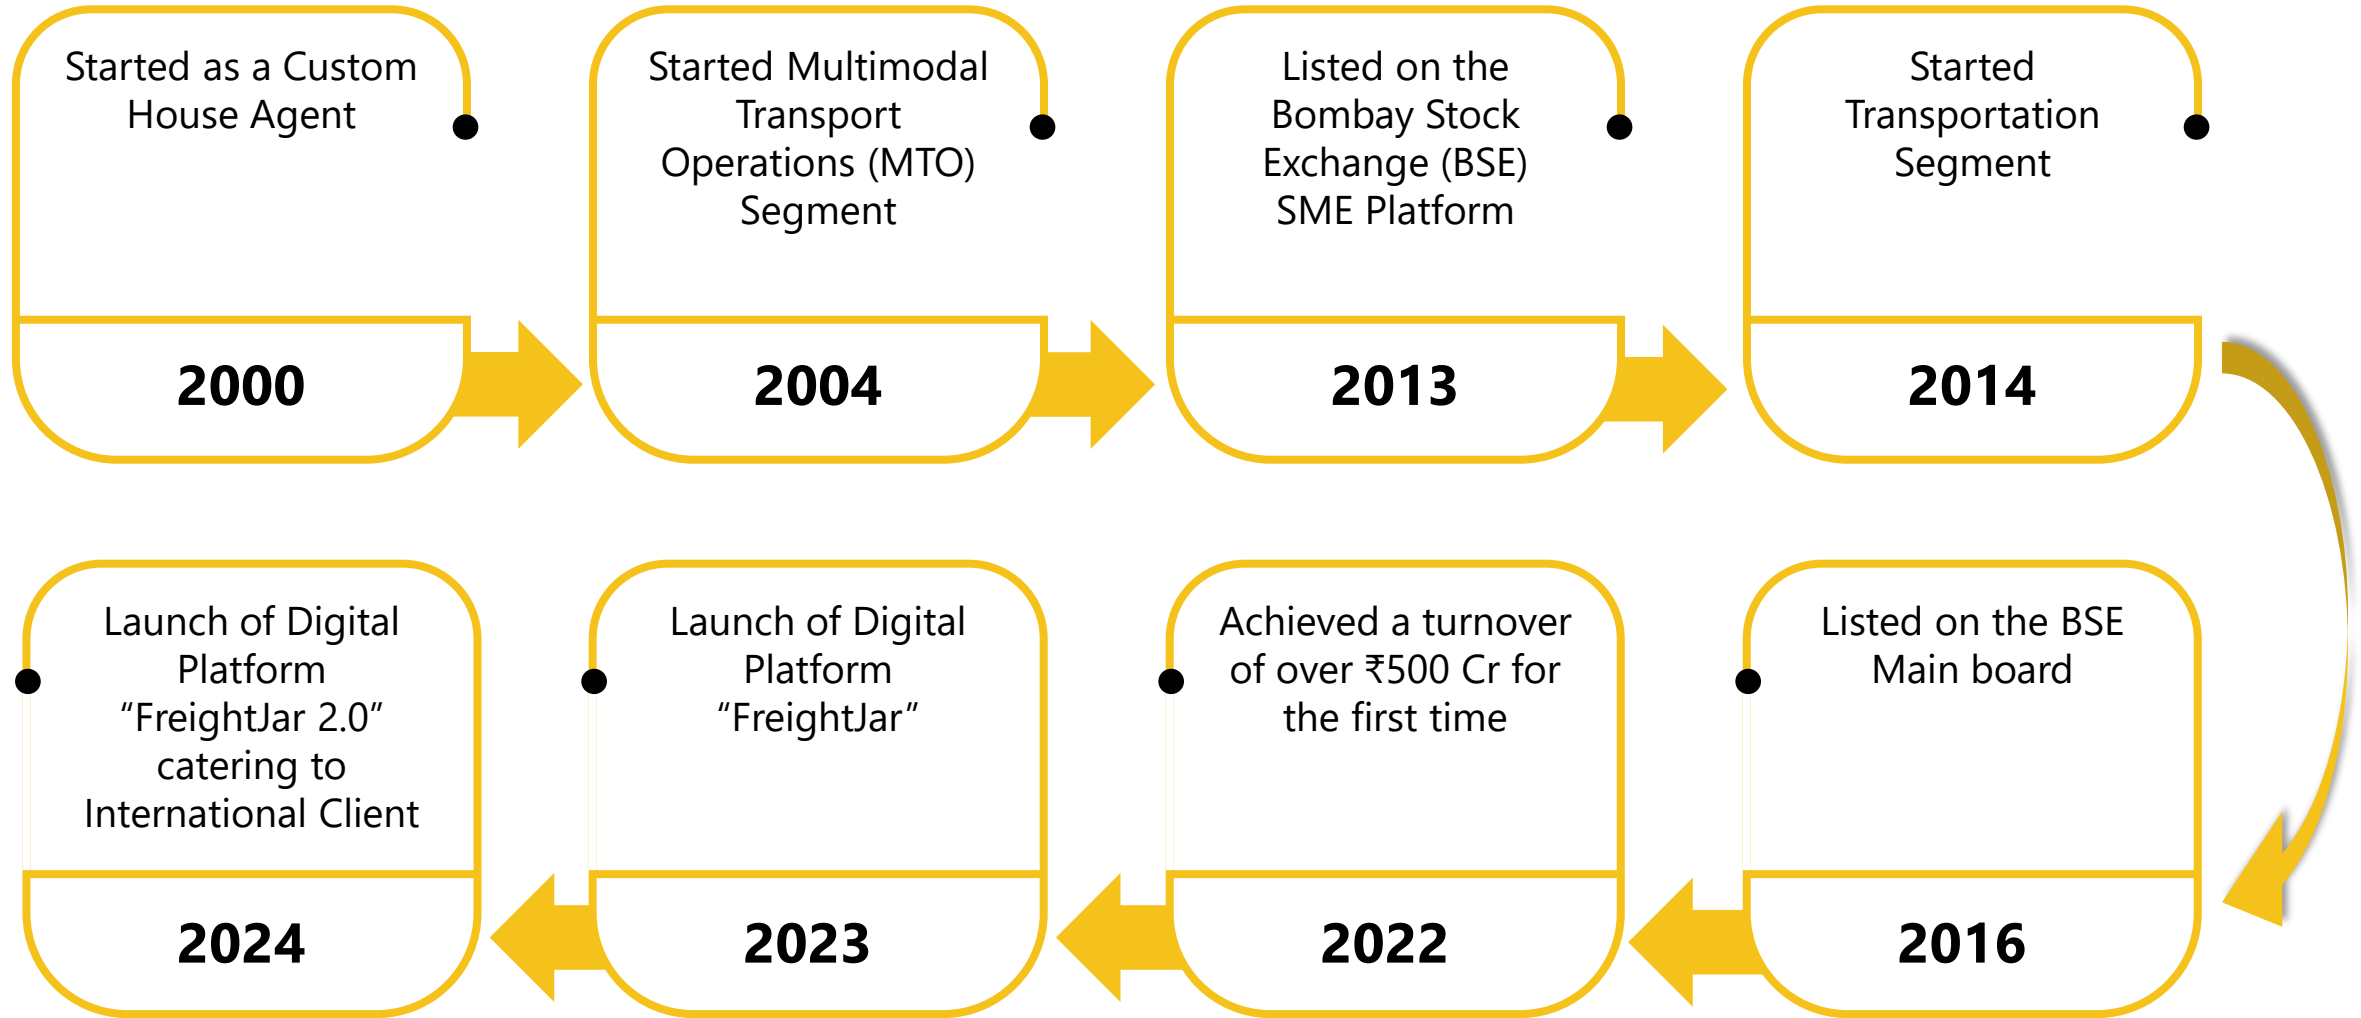 Started as a Custom
House Agent
2000
Started Multimodal
Transport
Operations (MTO)
Segment
2004
Listed on the
Bombay Stock
Exchange (BSE)
SME Platform
2013
Started
Transportation
Segment
2014
Listed on the BSE
Main board
2016
Achieved a turnover
of over ₹500 Cr for
the first time
2022
Launch of Digital
Platform
“FreightJar”
2023
Launch of Digital
Platform
“FreightJar 2.0”
catering to
International Client
2024